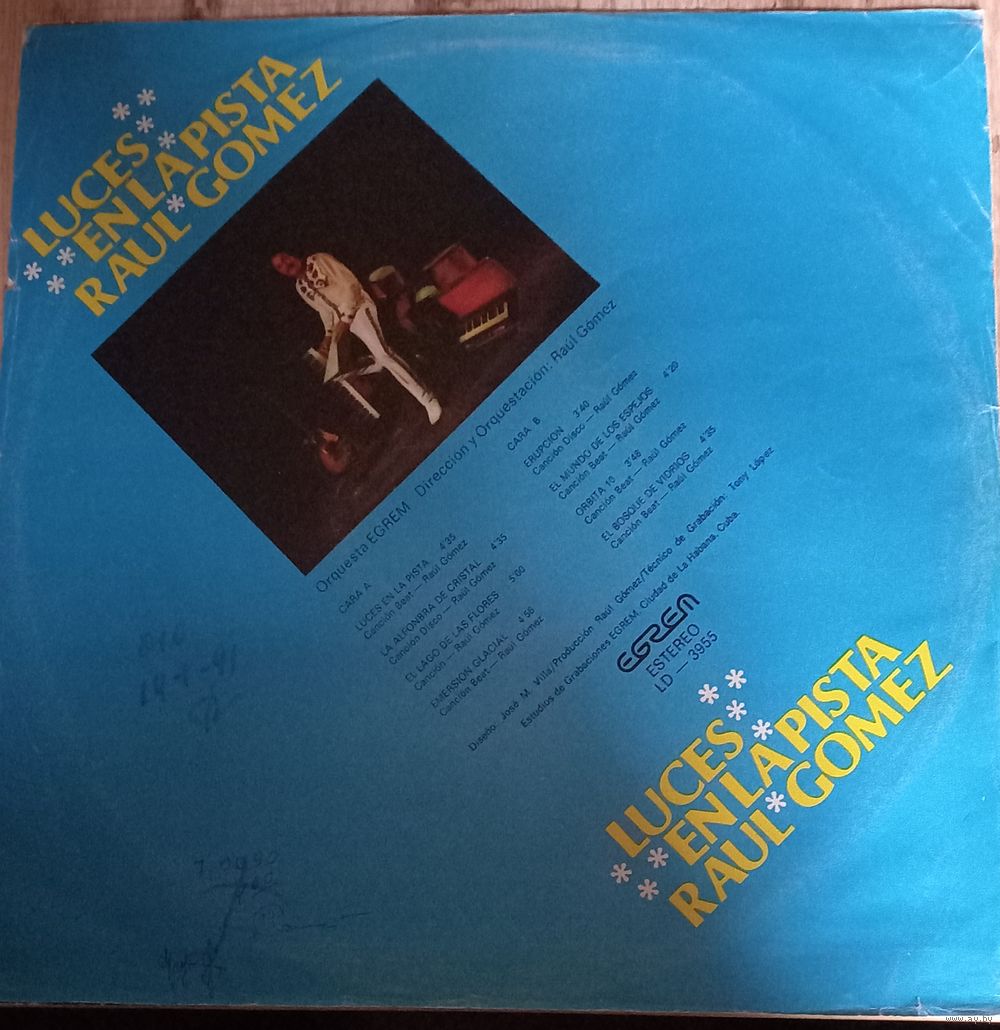 LUCES
EN LA PISTA
RAUL GOMEZ
Orquesta EGREM Dirección y Orquestación: Raúl Gómez
CARA A
LUCES EN LA PISTA 4'35
Canción Beat — Raúl Gómez
LA ALFONBRA DE CRISTAL 4'35
Canción Disco — Raúl Gómez
EL LAGO DE LAS FLORES 5'00
Canción — Raúl Gómez
EMERSION GLACIAL 4'56
Canción Beat — Raúl Gómez
CARA B
ERUPCION 3'40
Canción Disco — Raúl Gómez
EL MUNDO DE LOS ESPEJOS 4'20
Canción Beat — Raúl Gómez
ORBITA 10 3'48
Canción Beat — Raúl Gómez
EL BOSQUE DE VIDRIOS 4'35
Canción Beat — Raúl Gómez
Diseño: José M. Villa/Producción Raúl Gómez/Técnico de Grabación: Tony López
Estudios de Grabaciones EGREM. Ciudad de La Habana, Cuba.
EGREM
ESTEREO
LD — 3955
LUCES
EN LA PISTA
RAUL GOMEZ
www.ay.by